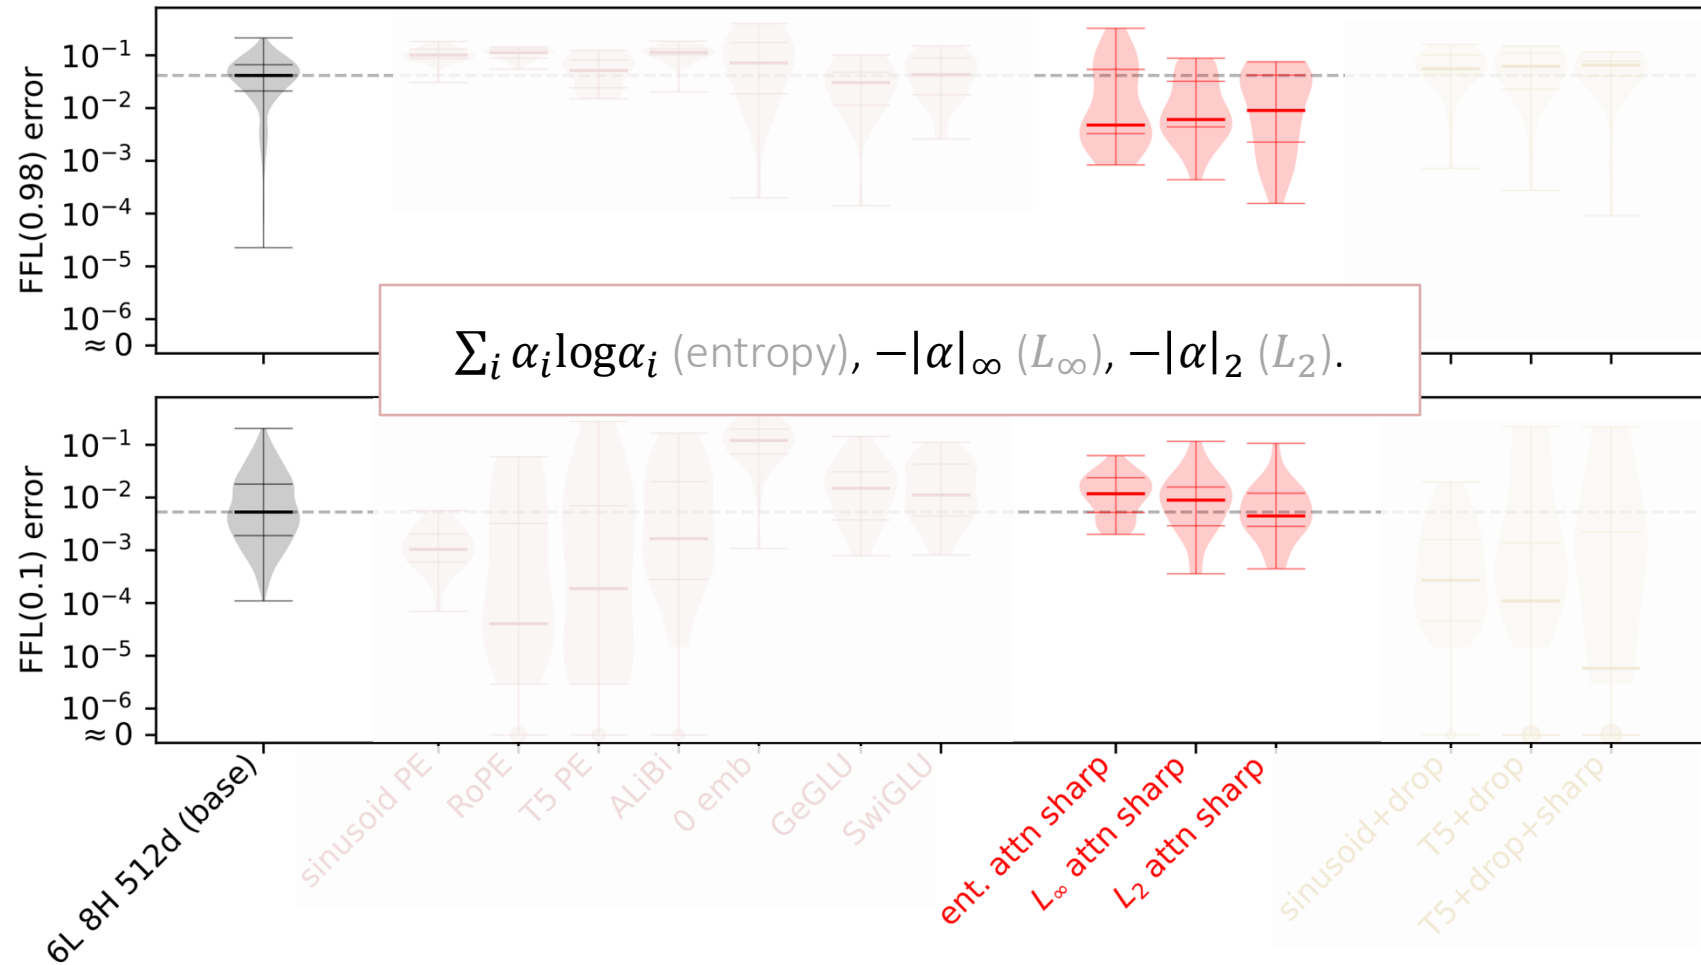 FFL(0.98) error
10⁻¹
10⁻²
10⁻³
10⁻⁴
10⁻⁵
10⁻⁶
≈0
∑ᵢ αᵢlogαᵢ (entropy), −|α|∞ (L∞), −|α|₂ (L₂).
FFL(0.1) error
10⁻¹
10⁻²
10⁻³
10⁻⁴
10⁻⁵
10⁻⁶
≈0
6L 8H 512d (base)
sinusoid PE
RoPE
T5 PE
ALiBi
0 emb
GeGLU
SwiGLU
ent. attn sharp
L∞ attn sharp
L₂ attn sharp
sinusoid+drop
T5+drop
T5+drop+sharp